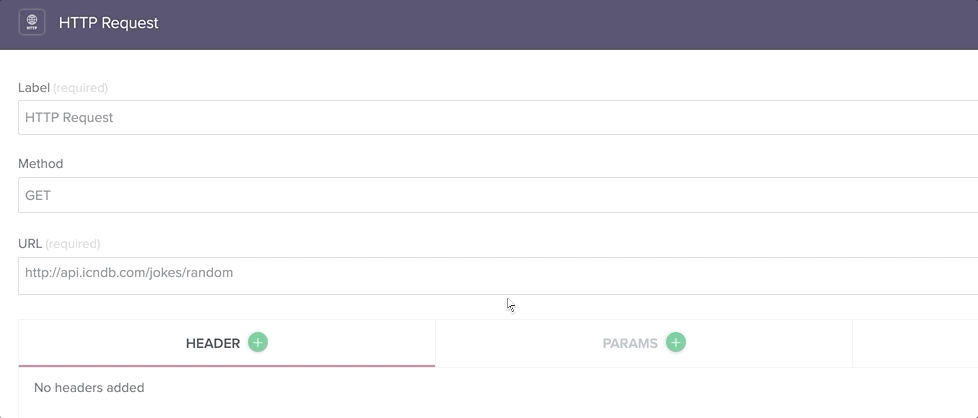 HTTP
HTTP Request
Label (required)
HTTP Request
Method
GET
URL (required)
http://api.icndb.com/jokes/random
HEADER +
PARAMS +
No headers added